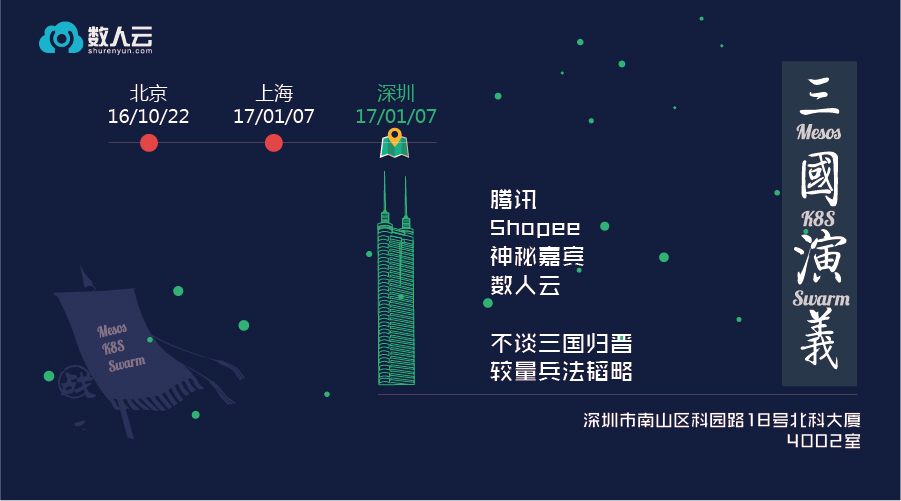 数人云
shurenyun.com
北京
16/10/22
上海
17/01/07
深圳
17/01/07
腾讯
Shopee
神秘嘉宾
数人云
不谈三国归晋
较量兵法韬略
三
Mesos
國
K8S
演
Swarm
義
Mesos
K8S
Swarm
战
深圳市南山区科园路18号北科大厦
4002室